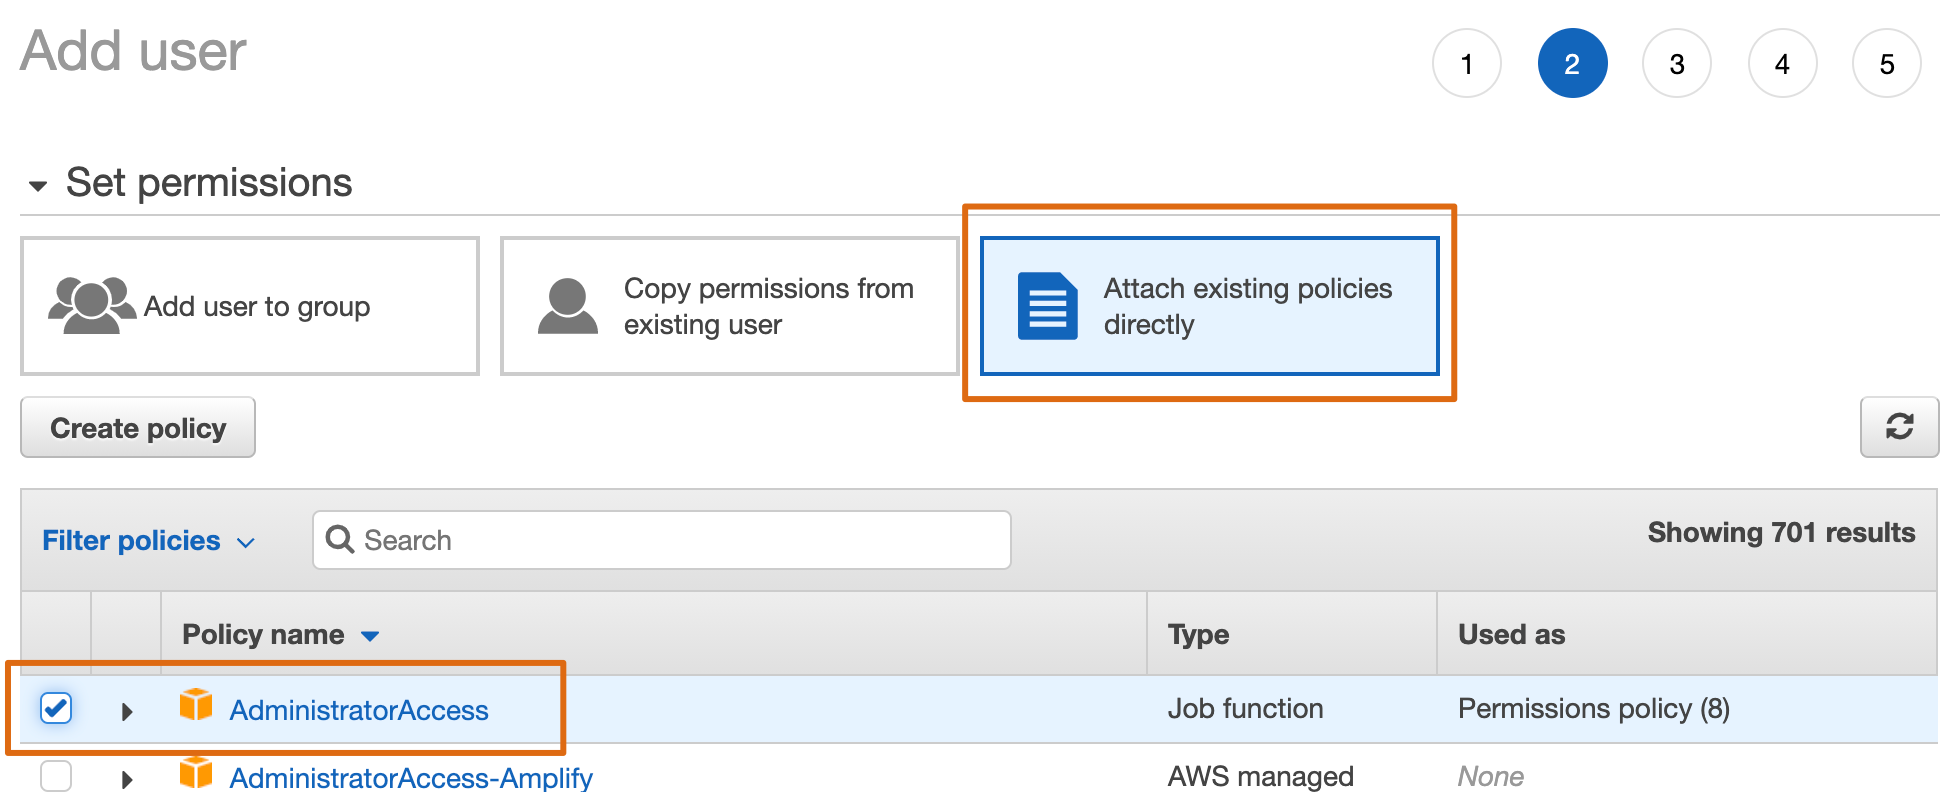 Add user
1 2 3 4 5
Set permissions
Add user to group
Copy permissions from
existing user
Attach existing policies
directly
Create policy
Filter policies
Search
Showing 701 results
Policy name
Type
Used as
AdministratorAccess
Job function
Permissions policy (8)
AdministratorAccess-Amplify
AWS managed
None